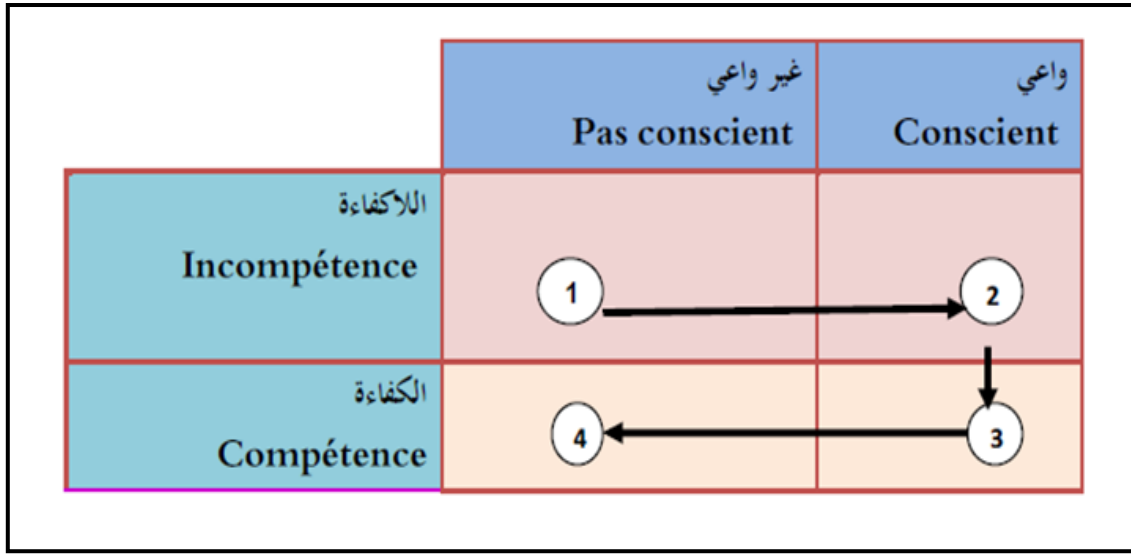 غير واعي
Pas conscient
واعي
Conscient
اللاكفاءة
Incompétence
1
2
الكفاءة
Compétence
4
3